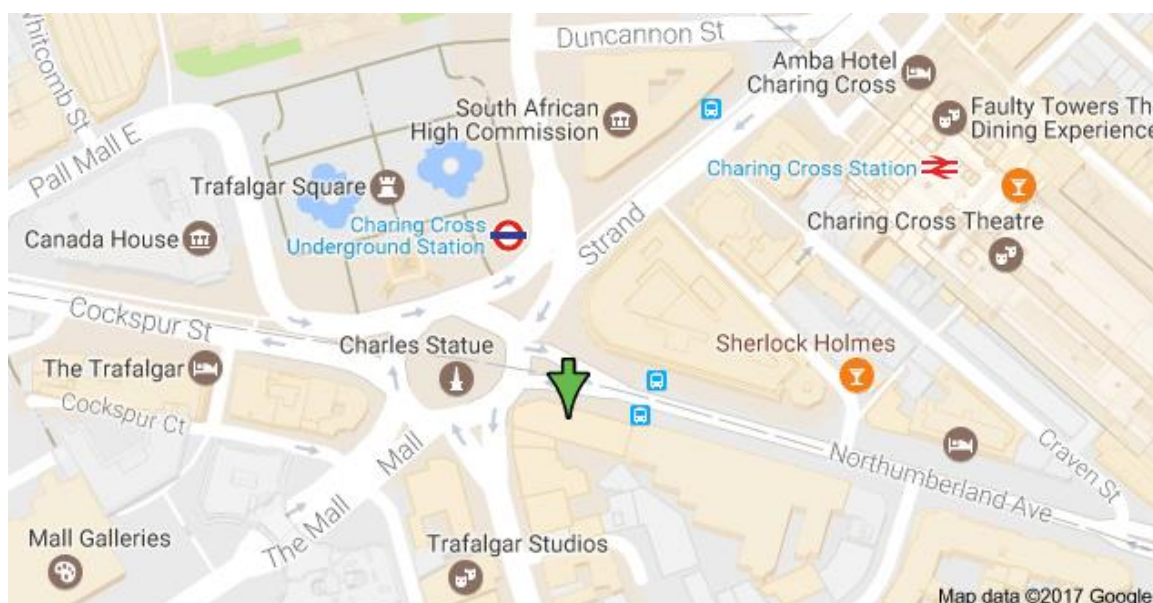 Whitcomb St
Duncannon St
Amba Hotel
Charing Cross
South African
High Commission
Faulty Towers Th
Dining Experience
Pall Mall E
Trafalgar Square
Charing Cross Station
Charing Cross
Underground Station
Canada House
Strand
Charing Cross Theatre
Cockspur St
Charles Statue
Sherlock Holmes
The Trafalgar
Cockspur Ct
Mall
The Mall
Northumberland Ave
Craven St
Mall Galleries
Trafalgar Studios
Map data ©2017 Google